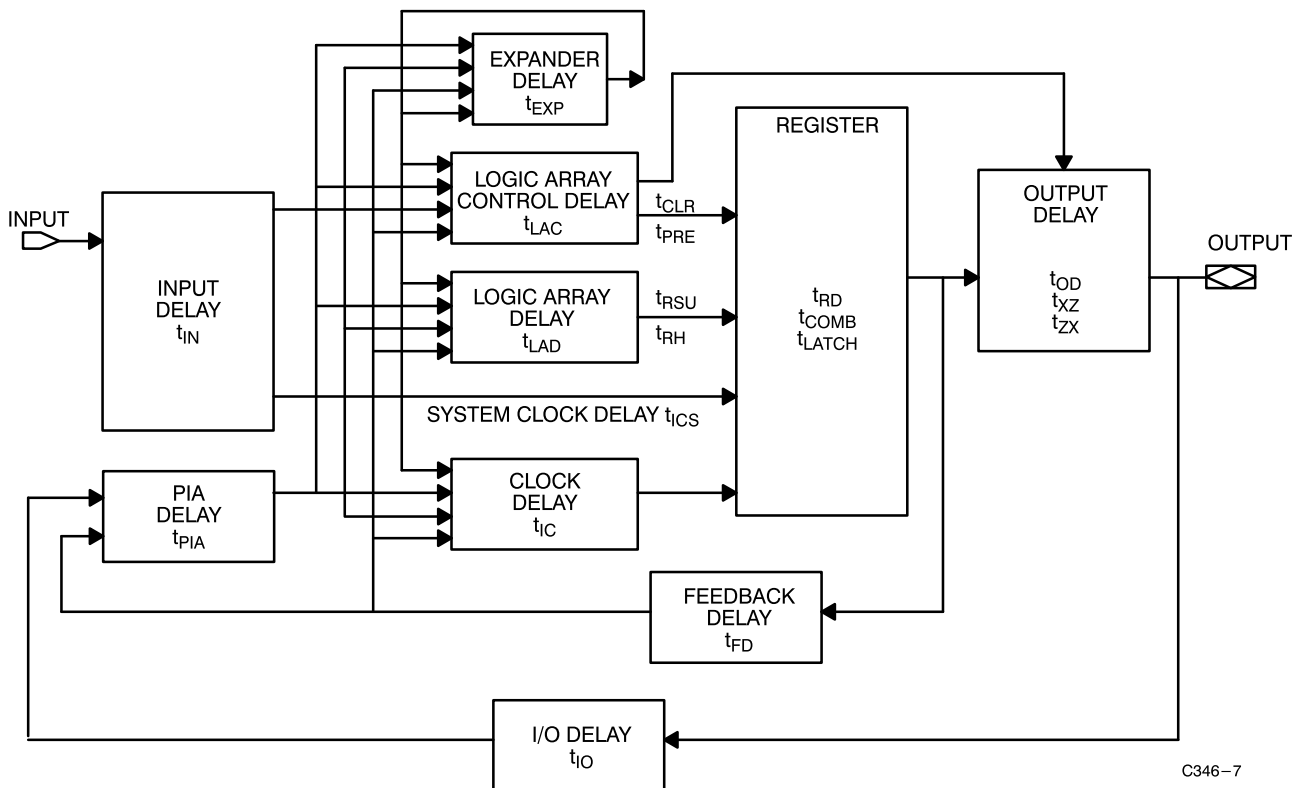 EXPANDER
DELAY
tEXP
REGISTER
LOGIC ARRAY
CONTROL DELAY
tLAC
tCLR
tPRE
OUTPUT
DELAY
tOD
tXZ
tZX
INPUT
OUTPUT
INPUT
DELAY
tIN
LOGIC ARRAY
DELAY
tLAD
tRSU
tRH
tRD
tCOMB
tLATCH
SYSTEM CLOCK DELAY tICS
PIA
DELAY
tPIA
CLOCK
DELAY
tIC
FEEDBACK
DELAY
tFD
I/O DELAY
tIO
C346−7